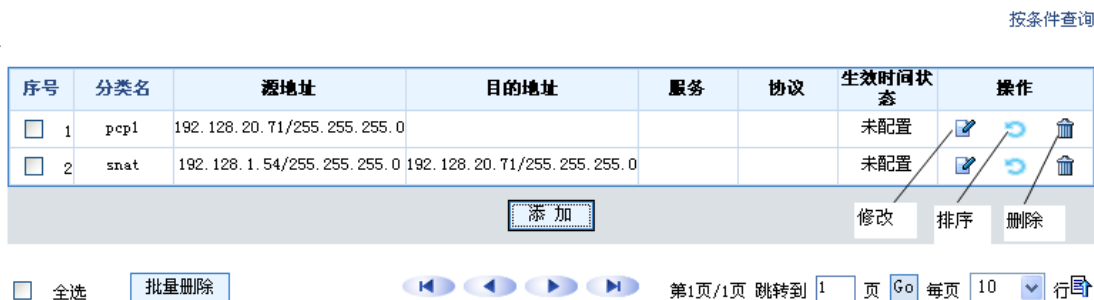 按条件查询
序号 分类名 源地址 目的地址 服务 协议 生效时间状态 操作
1 pcp1 192.128.20.71/255.255.255.0 未配置
2 snat 192.128.1.54/255.255.255.0 192.128.20.71/255.255.255.0 未配置
添 加 修改 排序 删除
全选 批量删除 第1页/1页 跳转到 1 页 Go 每页 10 行